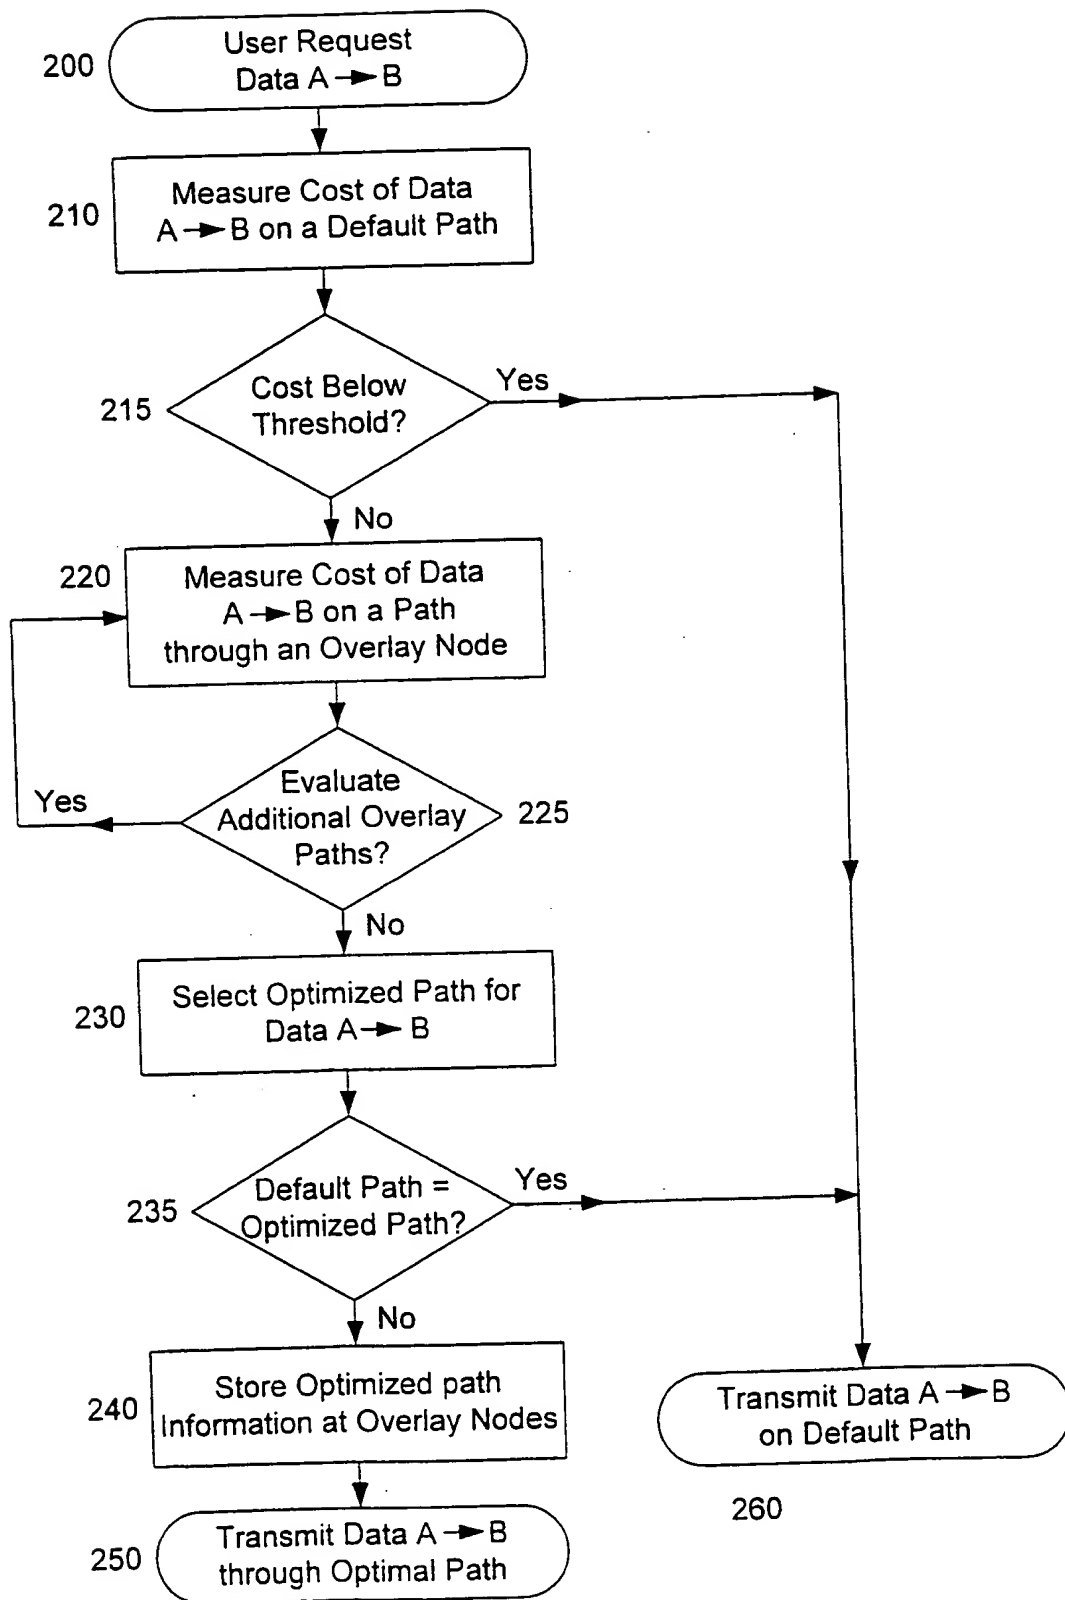 200
User Request
Data A → B
210
Measure Cost of Data
A → B on a Default Path
215
Cost Below
Threshold?
Yes
No
220
Measure Cost of Data
A → B on a Path
through an Overlay Node
Yes
Evaluate
Additional Overlay
Paths?
225
No
230
Select Optimized Path for
Data A → B
235
Default Path =
Optimized Path?
Yes
No
240
Store Optimized path
Information at Overlay Nodes
Transmit Data A → B
on Default Path
260
250
Transmit Data A → B
through Optimal Path